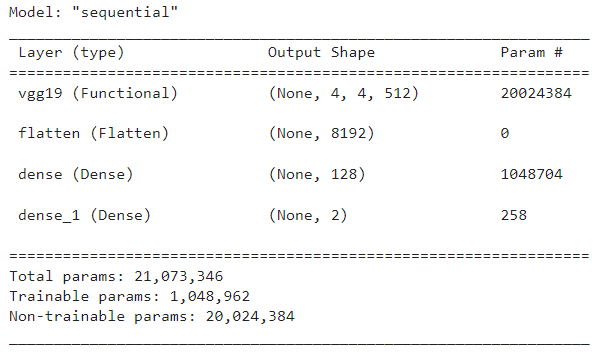 Model: "sequential"
_________________________________________________________________
Layer (type) Output Shape Param #
=================================================================
vgg19 (Functional) (None, 4, 4, 512) 20024384
flatten (Flatten) (None, 8192) 0
dense (Dense) (None, 128) 1048704
dense_1 (Dense) (None, 2) 258
=================================================================
Total params: 21,073,346
Trainable params: 1,048,962
Non-trainable params: 20,024,384
_________________________________________________________________